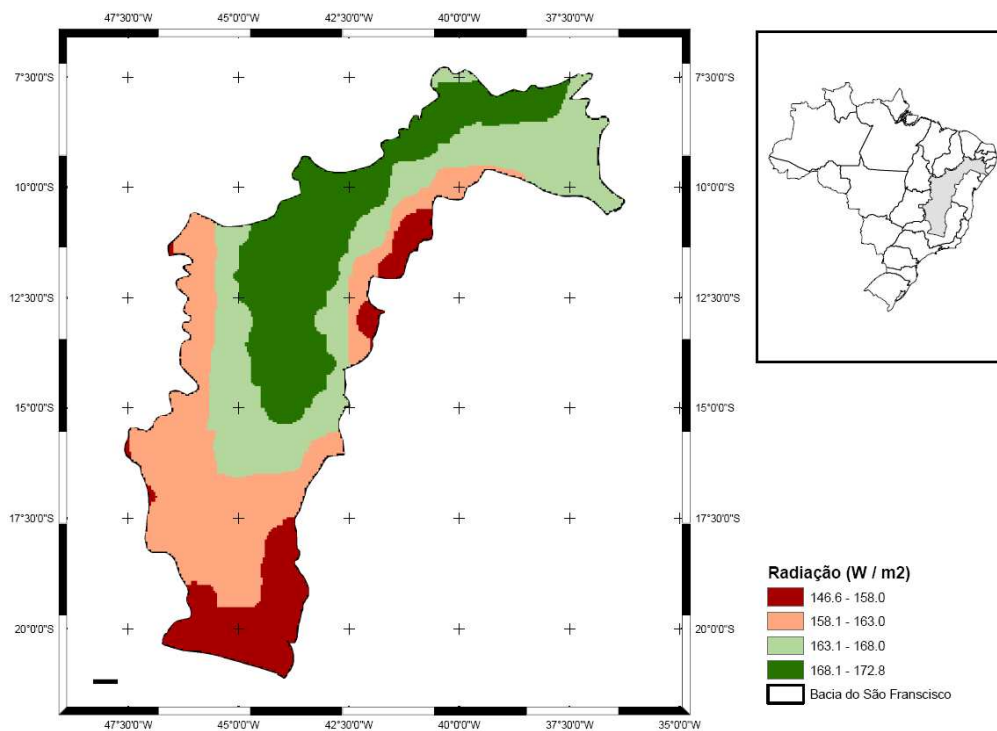 47°30'0"W 45°0'0"W 42°30'0"W 40°0'0"W 37°30'0"W
7°30'0"S 7°30'0"S
10°0'0"S 10°0'0"S
12°30'0"S 12°30'0"S
15°0'0"S 15°0'0"S
17°30'0"S 17°30'0"S
20°0'0"S 20°0'0"S
47°30'0"W 45°0'0"W 42°30'0"W 40°0'0"W 37°30'0"W 35°0'0"W
Radiação (W / m2)
146.6 - 158.0
158.1 - 163.0
163.1 - 168.0
168.1 - 172.8
Bacia do São Franscisco